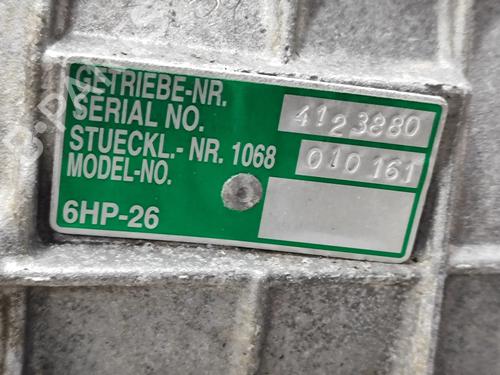 GETRIEBE-NR.
SERIAL NO. 4123880
STUECKL.- NR. 1068 010 161
MODEL-NO.
6HP-26